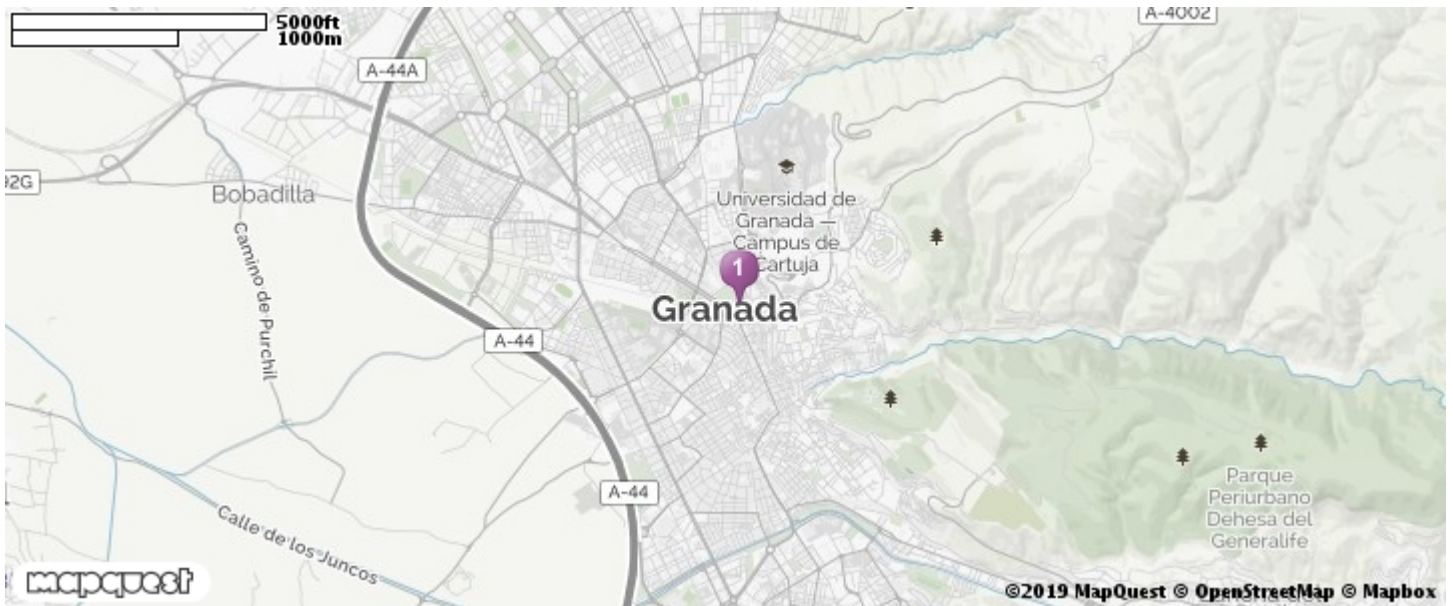 5000ft
1000m
A-4002
A-44A
92G
Bobadilla
Universidad de
Granada —
Campus de
Cartuja
1
Granada
Camino de Purchil
A-44
A-44
Calle de los Juncos
Parque
Periurbano
Dehesa del
Generalife
mapquest
©2019 MapQuest © OpenStreetMap © Mapbox